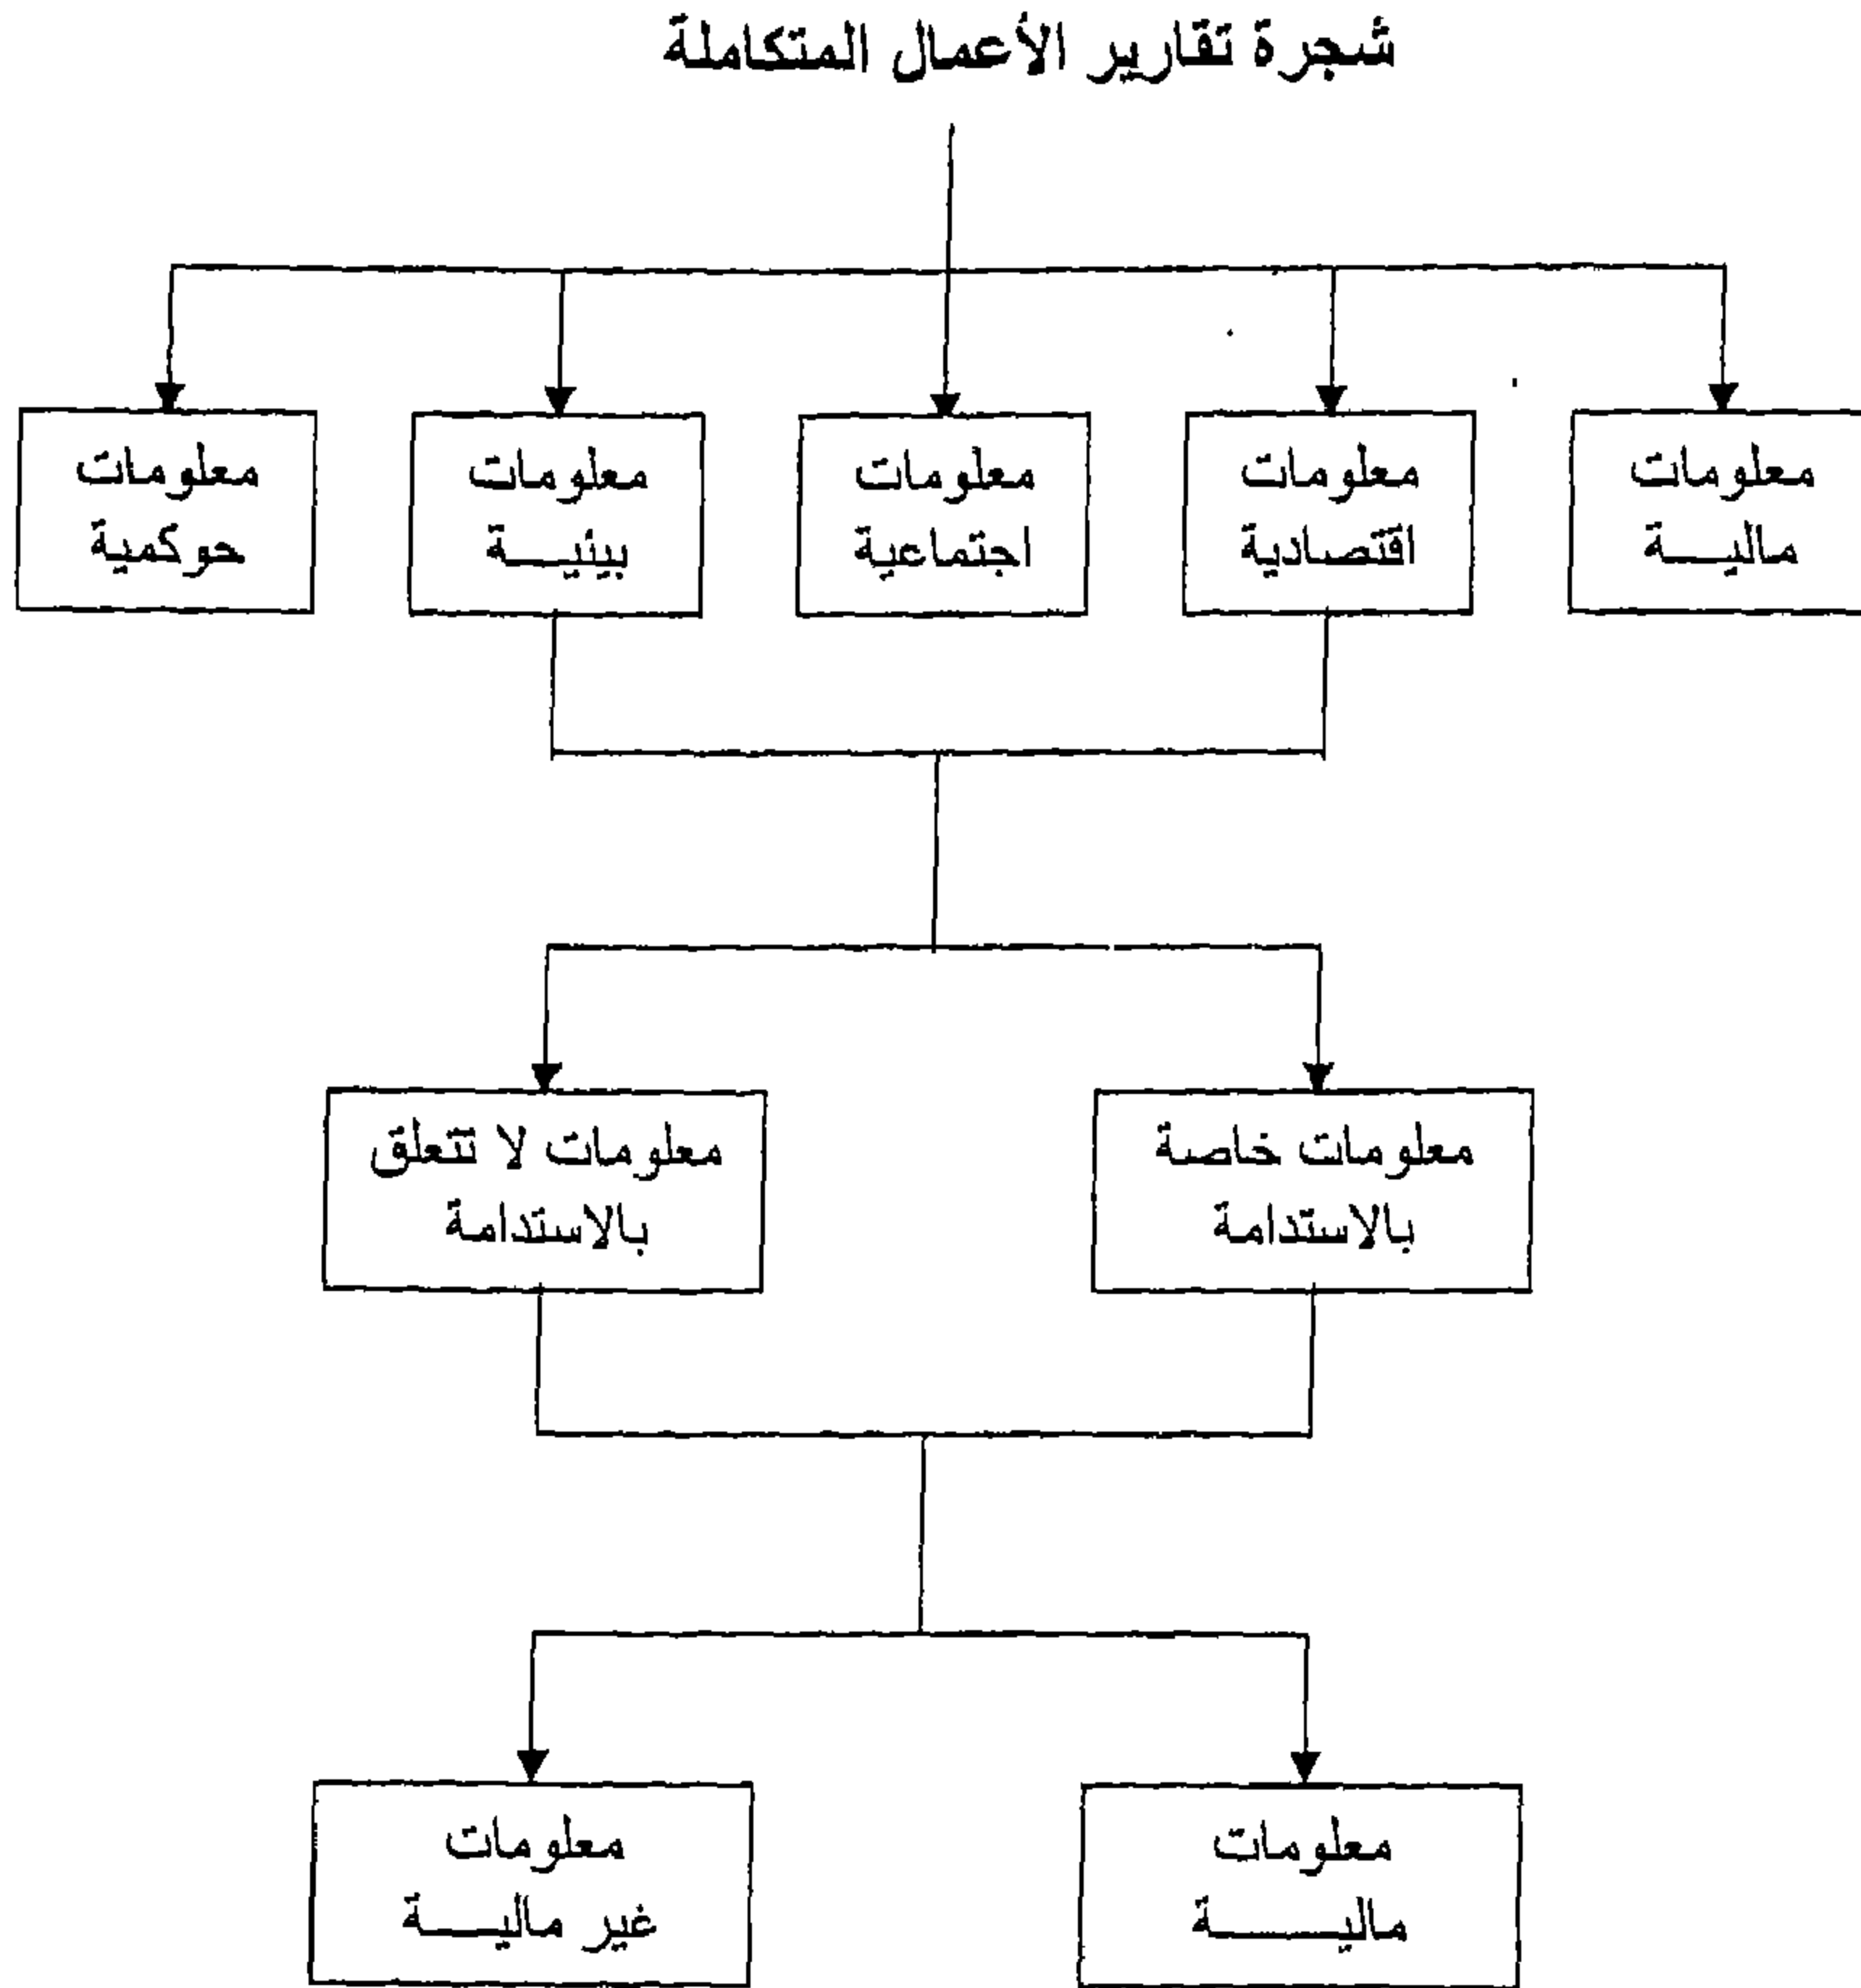 شجرة تقارير الأعمال المتكاملة
معلومات
مالية
معلومات
اقتصادية
معلومات
اجتماعية
معلومات
بيئية
معلومات
حوكمية
معلومات خاصة
بالاستدامة
معلومات لا تتعلق
بالاستدامة
معلومات
مالية
معلومات
غير مالية